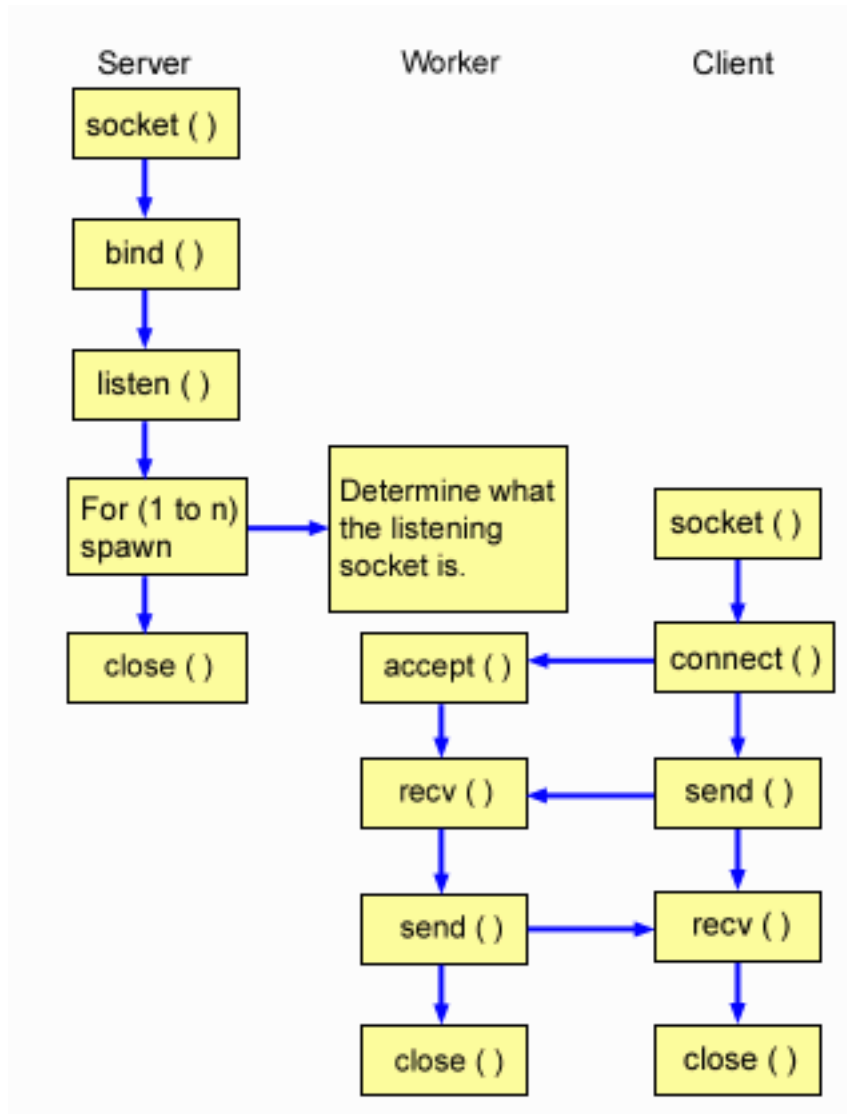 Server
Worker
Client
socket ( )
bind ( )
listen ( )
For (1 to n)
spawn
close ( )
Determine what
the listening
socket is.
accept ( )
recv ( )
send ( )
close ( )
socket ( )
connect ( )
send ( )
recv ( )
close ( )